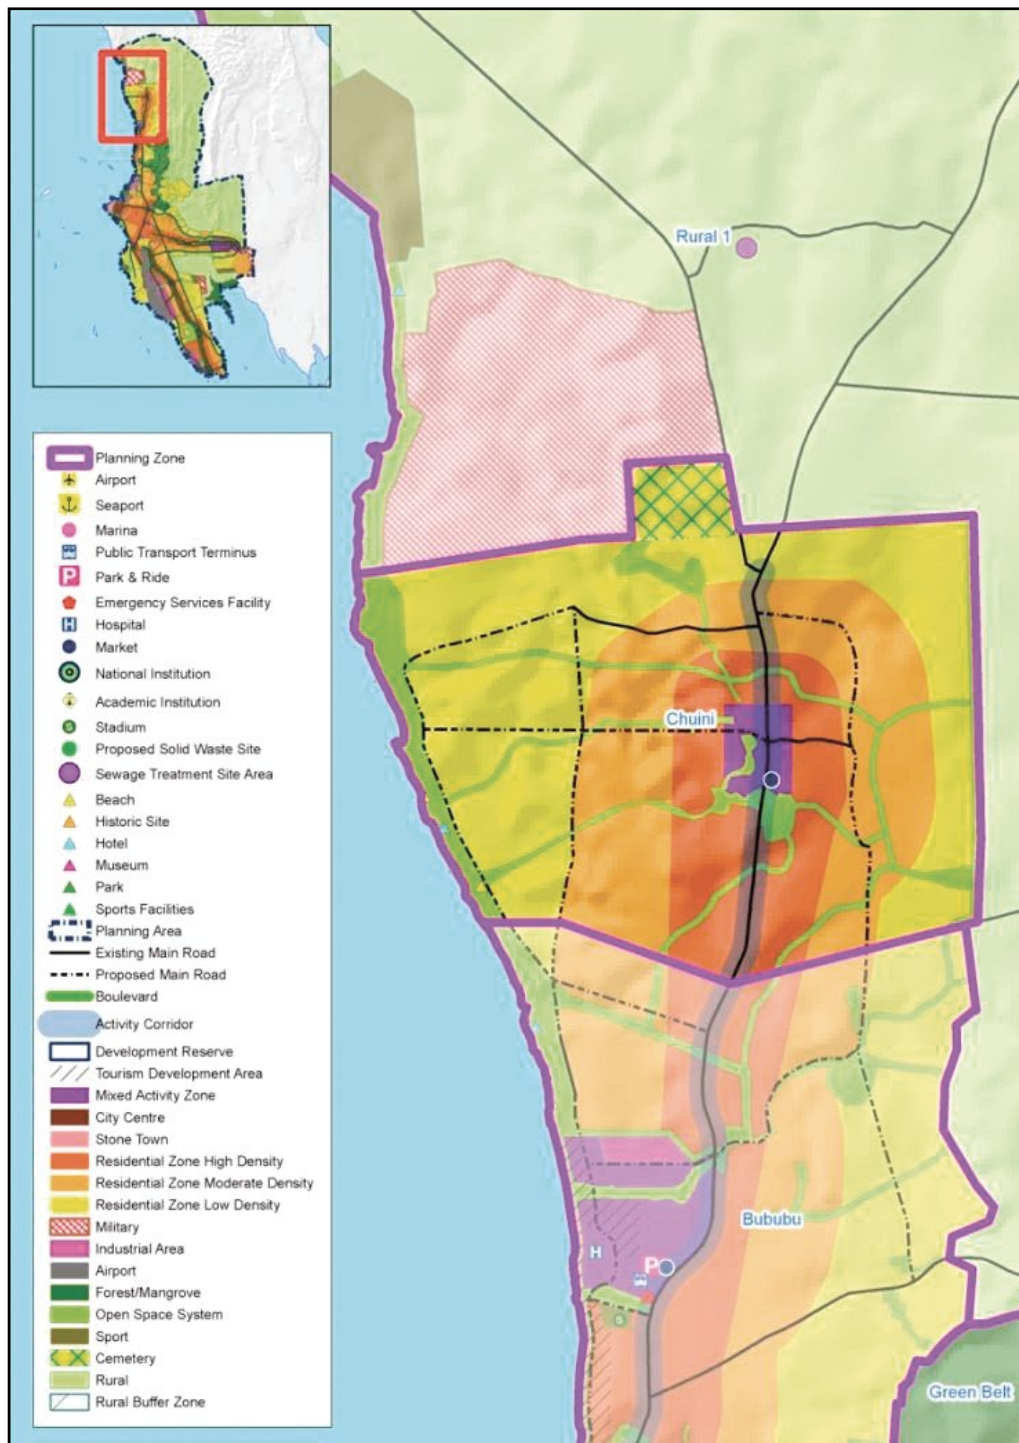 Rural 1
Chuini
Bububu
H
P
S
Green Belt
Planning Zone
Airport
Seaport
Marina
Public Transport Terminus
P Park & Ride
Emergency Services Facility
H Hospital
Market
National Institution
Academic Institution
S Stadium
Proposed Solid Waste Site
Sewage Treatment Site Area
Beach
Historic Site
Hotel
Museum
Park
Sports Facilities
Planning Area
Existing Main Road
Proposed Main Road
Boulevard
Activity Corridor
Development Reserve
Tourism Development Area
Mixed Activity Zone
City Centre
Stone Town
Residential Zone High Density
Residential Zone Moderate Density
Residential Zone Low Density
Military
Industrial Area
Airport
Forest/Mangrove
Open Space System
Sport
Cemetery
Rural
Rural Buffer Zone